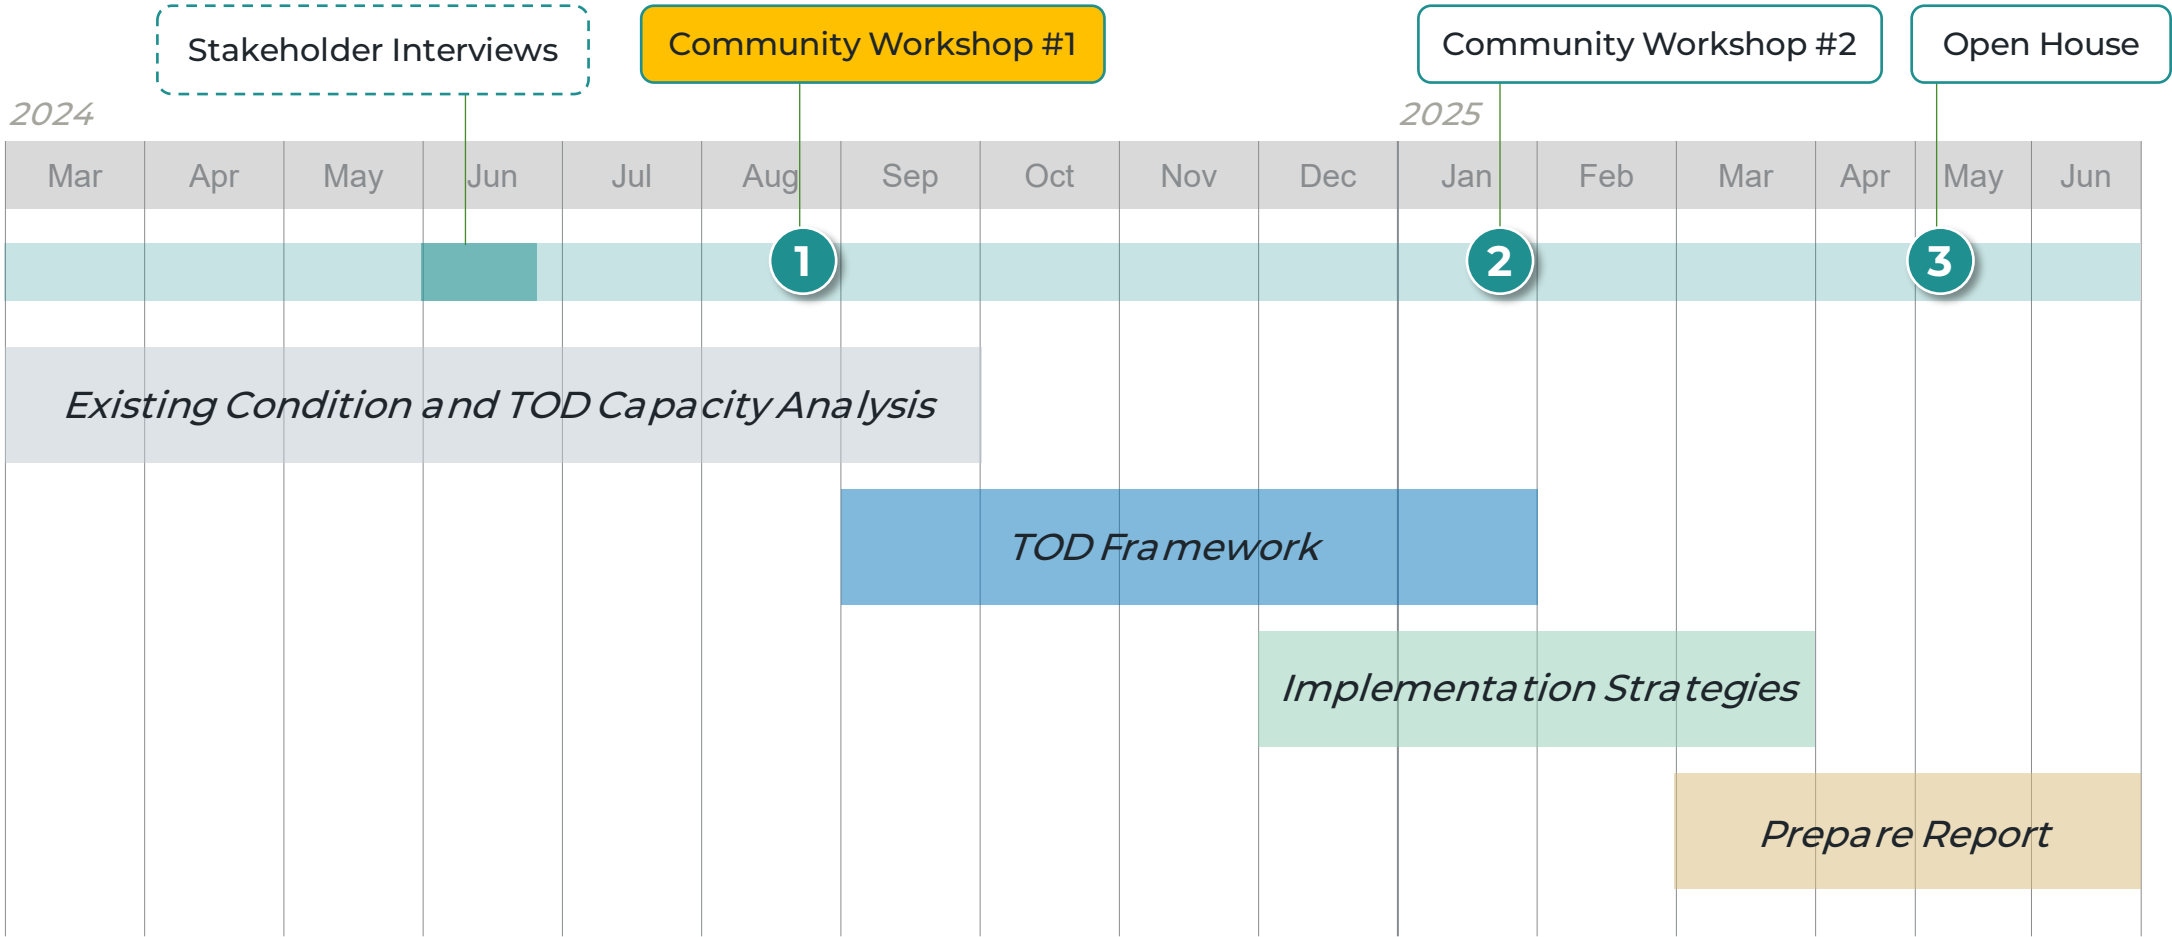 Stakeholder Interviews
Community Workshop #1
Community Workshop #2
Open House
2024
2025
Mar Apr May Jun Jul Aug Sep Oct Nov Dec Jan Feb Mar Apr May Jun
1
2
3
Existing Condition and TOD Capacity Analysis
TOD Framework
Implementation Strategies
Prepare Report